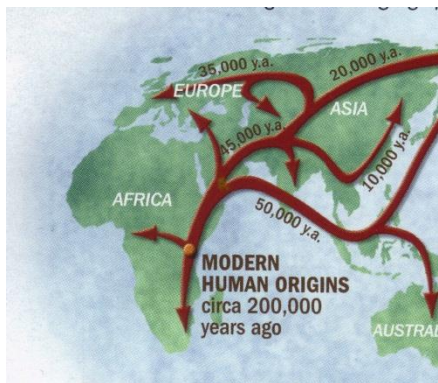 35,000 y.a.
20,000 y.a.
EUROPE
ASIA
45,000 y.a.
10,000 y.a.
AFRICA
50,000 y.a.
MODERN
HUMAN ORIGINS
circa 200,000
years ago
AUSTRAL